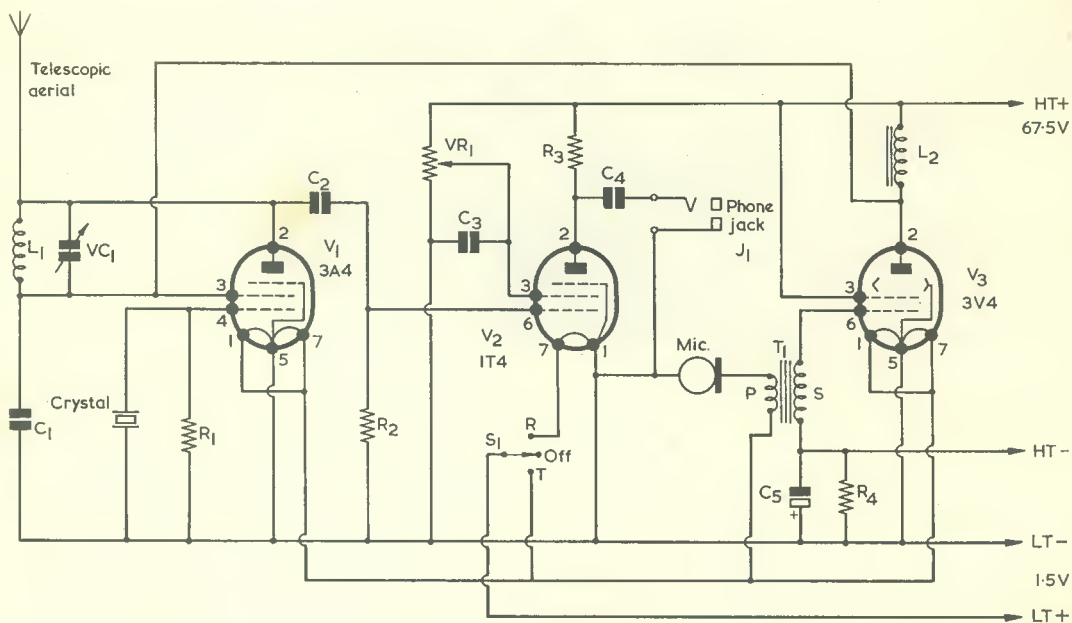 Telescopic
aerial
HT+
67·5V
VR1
R3
L2
C2
C4
V
Phone
jack
J1
2
V1
3A4
C3
2
2
V3
3V4
L1
VC1
3
4
1
7
5
3
6
V2
1T4
7
1
3
6
1
7
5
Mic.
T1
P
S
Crystal
C1
R1
R2
R
S1
Off
T
HT−
C5
+
R4
LT−
1·5V
LT+